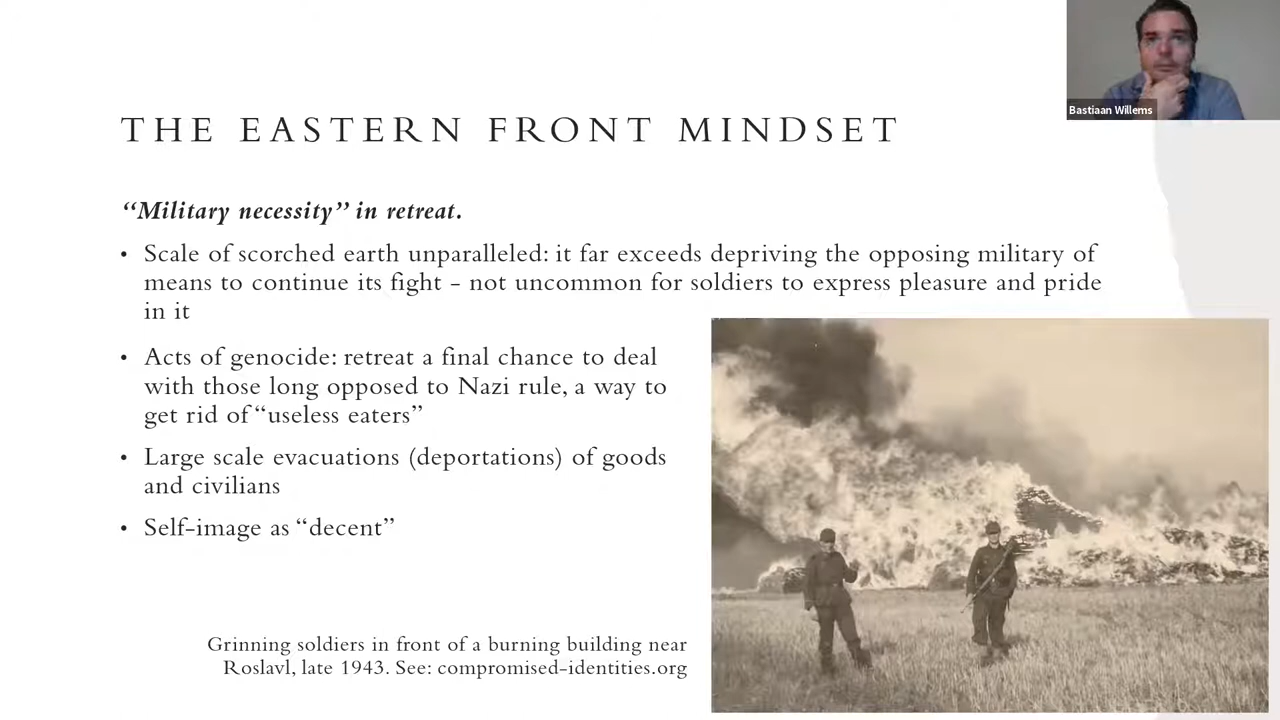 Bastiaan Willems
THE EASTERN FRONT MINDSET
“Military necessity” in retreat.
• Scale of scorched earth unparalleled: it far exceeds depriving the opposing military of
means to continue its fight - not uncommon for soldiers to express pleasure and pride
in it
• Acts of genocide: retreat a final chance to deal
with those long opposed to Nazi rule, a way to
get rid of “useless eaters”
• Large scale evacuations (deportations) of goods
and civilians
• Self-image as “decent”
Grinning soldiers in front of a burning building near
Roslavl, late 1943. See: compromised-identities.org